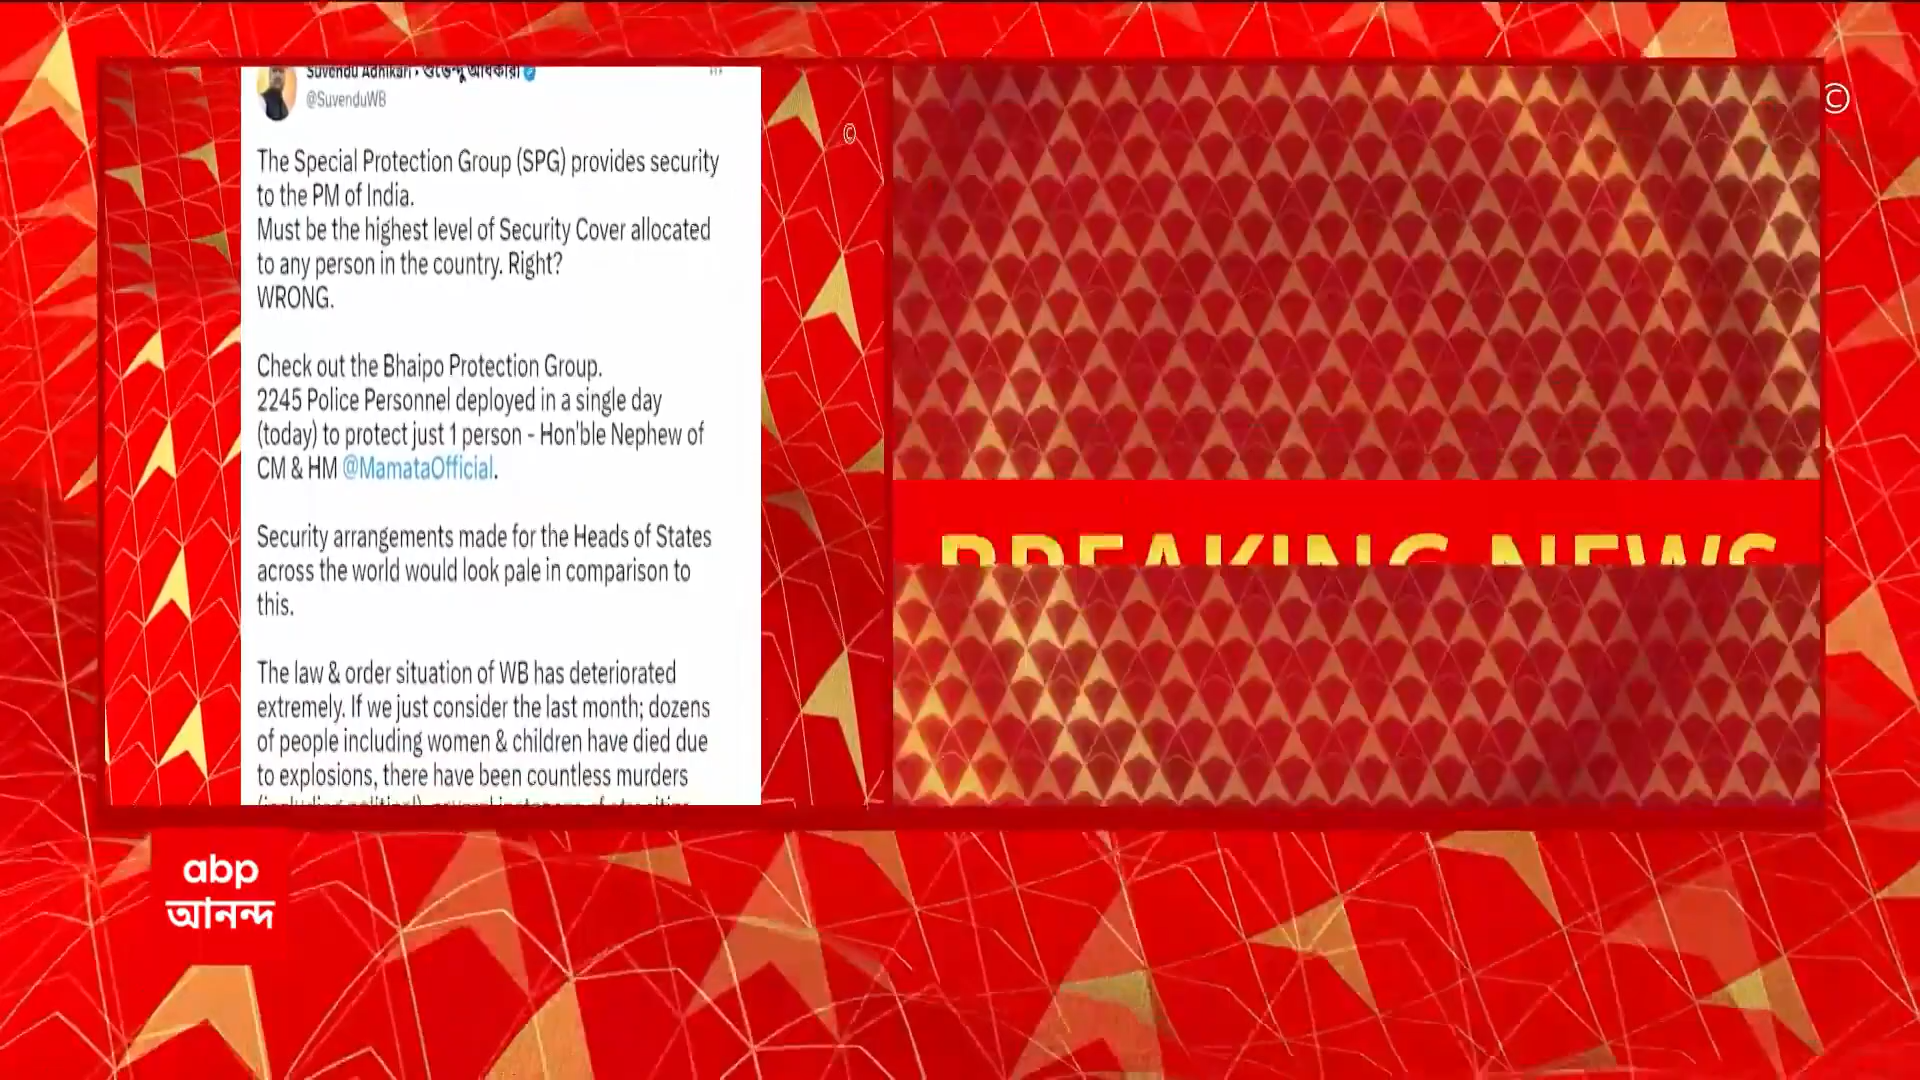 Suvendu Adhikari • শুভেন্দু অধিকারী
@SuvenduWB
The Special Protection Group (SPG) provides security
to the PM of India.
Must be the highest level of Security Cover allocated
to any person in the country. Right?
WRONG.
Check out the Bhaipo Protection Group.
2245 Police Personnel deployed in a single day
(today) to protect just 1 person - Hon'ble Nephew of
CM & HM @MamataOfficial.
Security arrangements made for the Heads of States
across the world would look pale in comparison to
this.
The law & order situation of WB has deteriorated
extremely. If we just consider the last month; dozens
of people including women & children have died due
to explosions, there have been countless murders
©
BREAKING NEWS
©
abp
আনন্দ